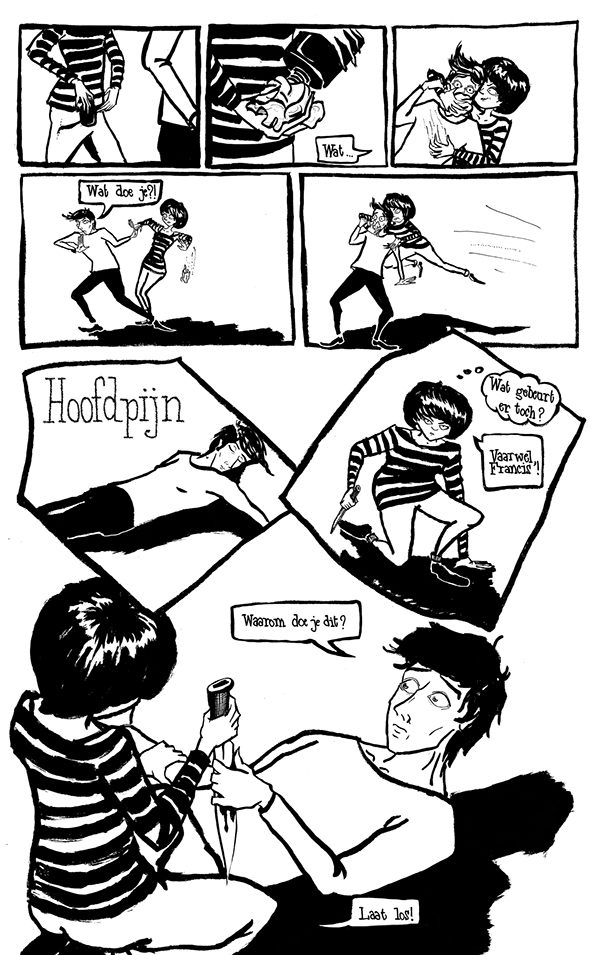 Wat...
Wat doe je?!
Hoofdpijn
Wat gebeurt
er toch?
Vaarwel
Francis'!
Waarom doe je dit?
Laat los!